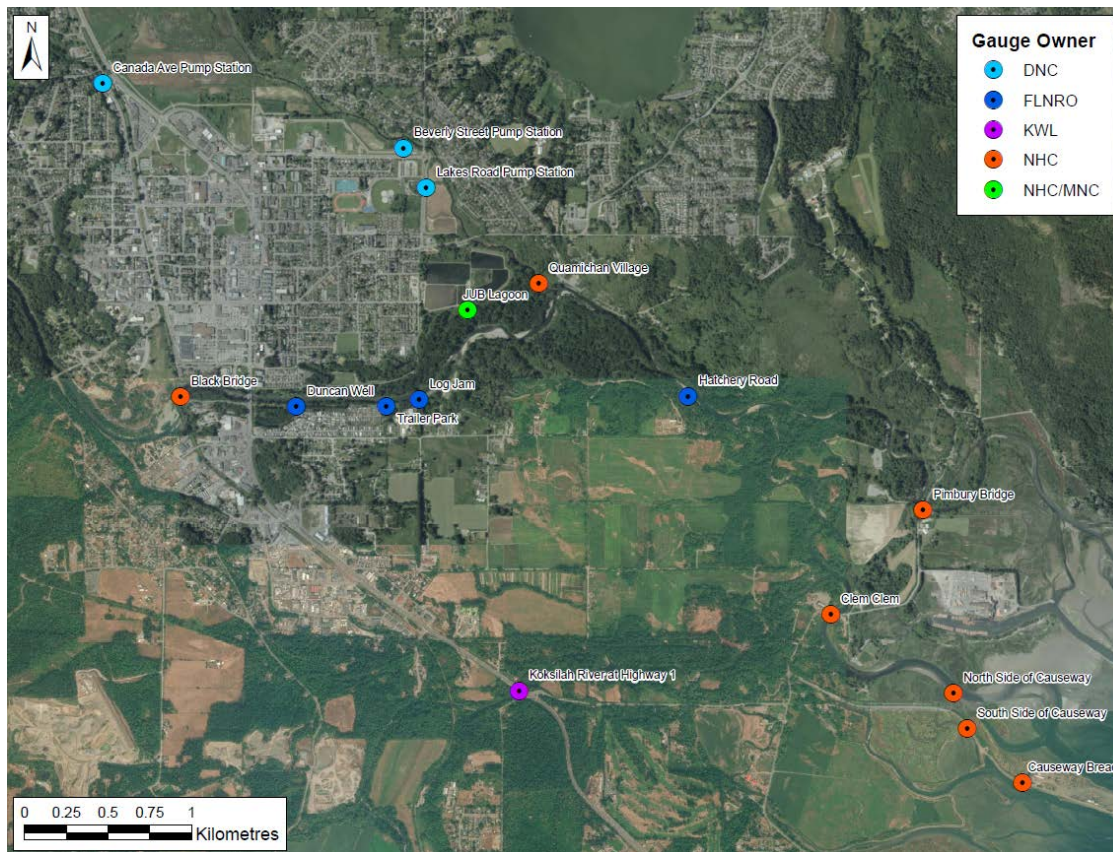 N
Gauge Owner
DNC
FLNRO
KWL
NHC
NHC/MNC
Canada Ave Pump Station
Beverly Street Pump Station
Lakes Road Pump Station
Quamichan Village
JUB Lagoon
Black Bridge
Duncan Well
Log Jam
Trailer Park
Hatchery Road
Pimbury Bridge
Clem Clem
Koksilah River at Highway 1
North Side of Causeway
South Side of Causeway
Causeway Breac
0 0.25 0.5 0.75 1
Kilometres